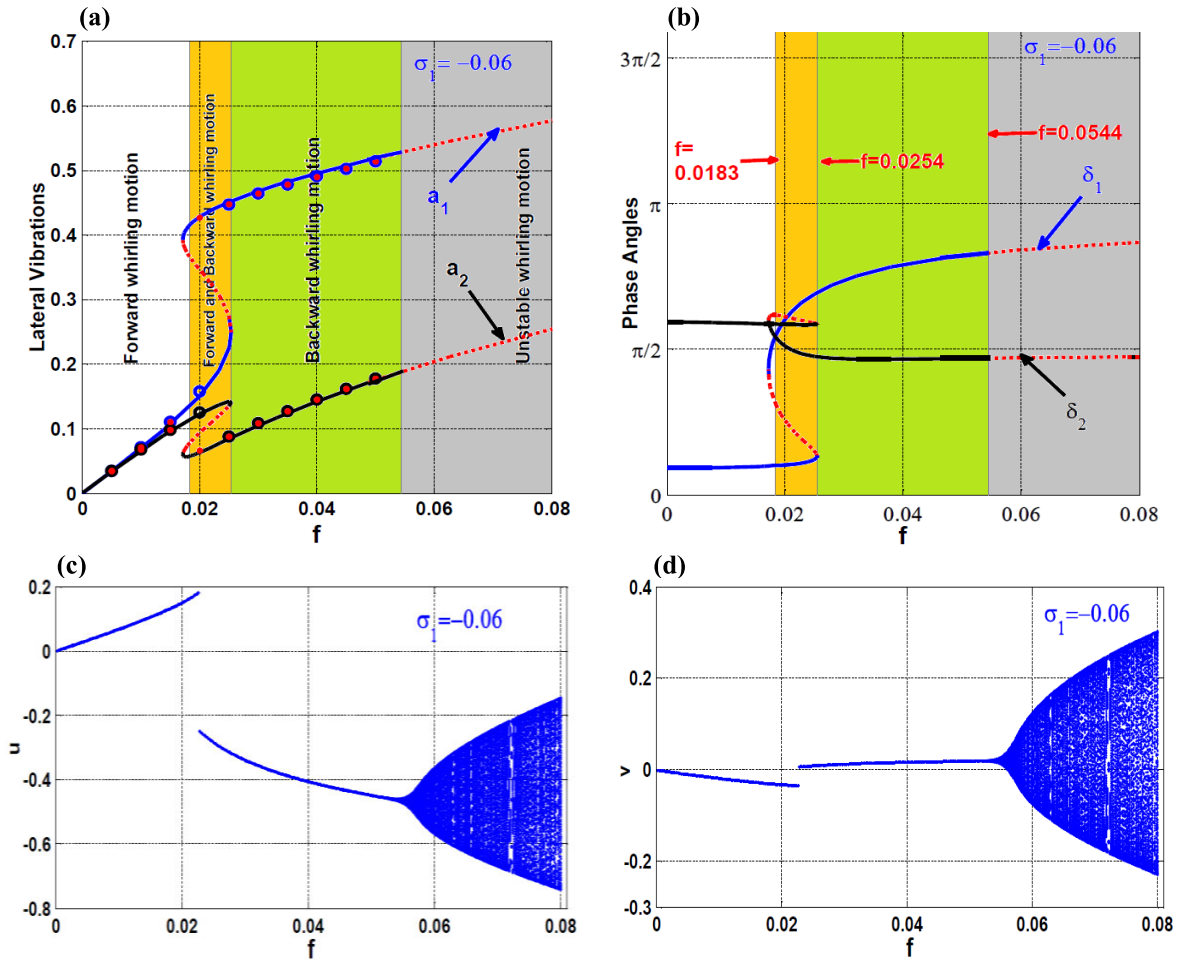 (a)
0.7
0.6
0.5
0.4
0.3
0.2
0.1
0
0
0.02
0.04
0.06
0.08
f
Lateral Vibrations
σ1= −0.06
Forward whirling motion
Forward and Backward whirling motion
Backward whirling motion
Unstable whirling motion
a1
a2
(b)
3π/2
π
π/2
0
0
0.02
0.04
0.06
0.08
f
Phase Angles
σ1=−0.06
f=
0.0183
f=0.0254
f=0.0544
δ1
δ2
(c)
0.2
0
-0.2
-0.4
-0.6
-0.8
0
0.02
0.04
0.06
0.08
f
u
σ1=−0.06
(d)
0.4
0.2
0
-0.2
-0.3
0
0.02
0.04
0.06
0.08
f
v
σ1=−0.06